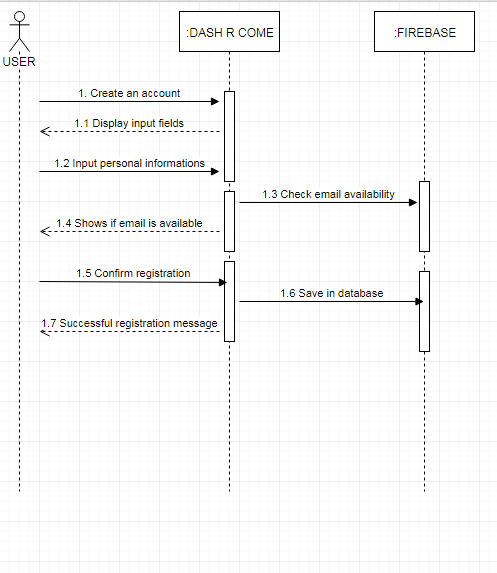 :DASH R COME
:FIREBASE
USER
1. Create an account
1.1 Display input fields
1.2 Input personal informations
1.3 Check email availability
1.4 Shows if email is available
1.5 Confirm registration
1.6 Save in database
1.7 Successful registration message